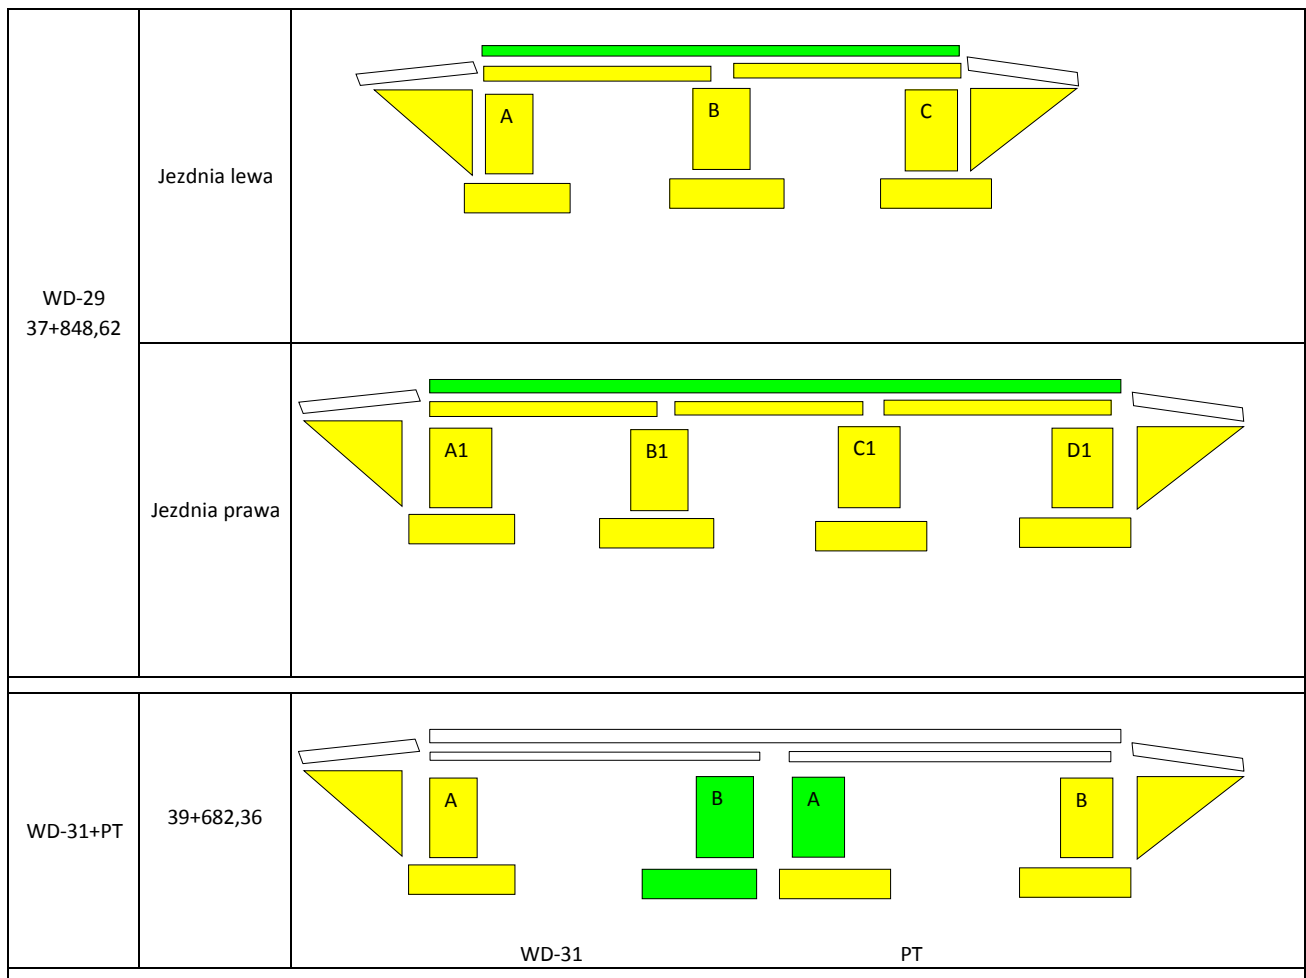 WD-29
37+848,62
Jezdnia lewa
A
B
C
Jezdnia prawa
A1
B1
C1
D1
WD-31+PT
39+682,36
A
B
A
B
WD-31
PT